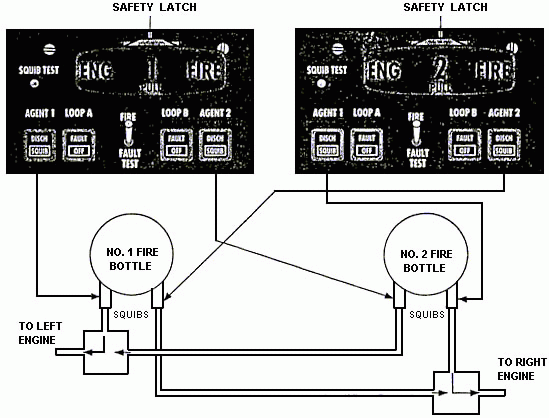 SAFETY LATCH
SAFETY LATCH
SQUIB TEST
ENG 1 FIRE
PULL
AGENT 1 LOOP A FIRE LOOP B AGENT 2
DISCH FAULT DISCH
SQUIB OFF FAULT OFF SQUIB
TEST
SQUIB TEST
ENG 2 FIRE
PULL
AGENT 1 LOOP A FIRE LOOP B AGENT 2
DISCH FAULT FAULT DISCH
SQUIB OFF FAULT OFF SQUIB
TEST
NO. 1 FIRE
BOTTLE
NO. 2 FIRE
BOTTLE
SQUIBS
SQUIBS
TO LEFT
ENGINE
TO RIGHT
ENGINE